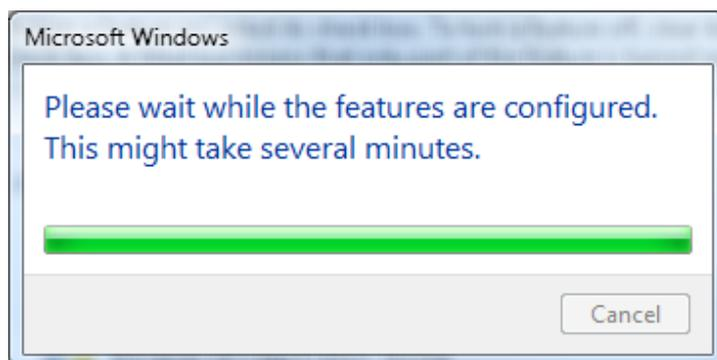 Microsoft Windows
Please wait while the features are configured.
This might take several minutes.
Cancel